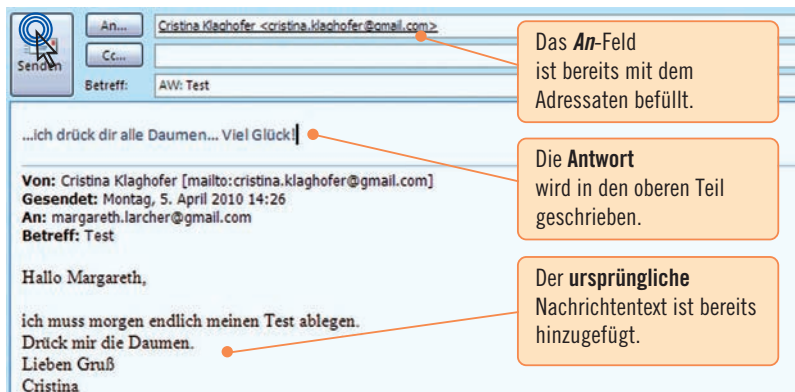 An...
Cristina Klaghofer <cristina.klaghofer@gmail.com>
Senden
Cc...
Betreff:
AW: Test
Das An-Feld
ist bereits mit dem
Adressaten befüllt.
...ich drück dir alle Daumen... Viel Glück!
Die Antwort
wird in den oberen Teil
geschrieben.
Von: Cristina Klaghofer [mailto:cristina.klaghofer@gmail.com]
Gesendet: Montag, 5. April 2010 14:26
An: margareth.larcher@gmail.com
Betreff: Test
Hallo Margareth,
ich muss morgen endlich meinen Test ablegen.
Drück mir die Daumen.
Lieben Gruß
Cristina
Der ursprüngliche
Nachrichtentext ist bereits
hinzugefügt.